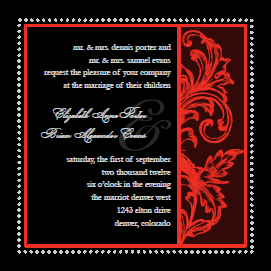 mr. & mrs. dennis porter and
mr. & mrs. samuel evans
request the pleasure of your company
at the marriage of their children
Elizabeth Anne Porter
&
Brian Alexander Evans
saturday, the first of september
two thousand twelve
six o'clock in the evening
the marriot denver west
1243 elton drive
denver, colorado